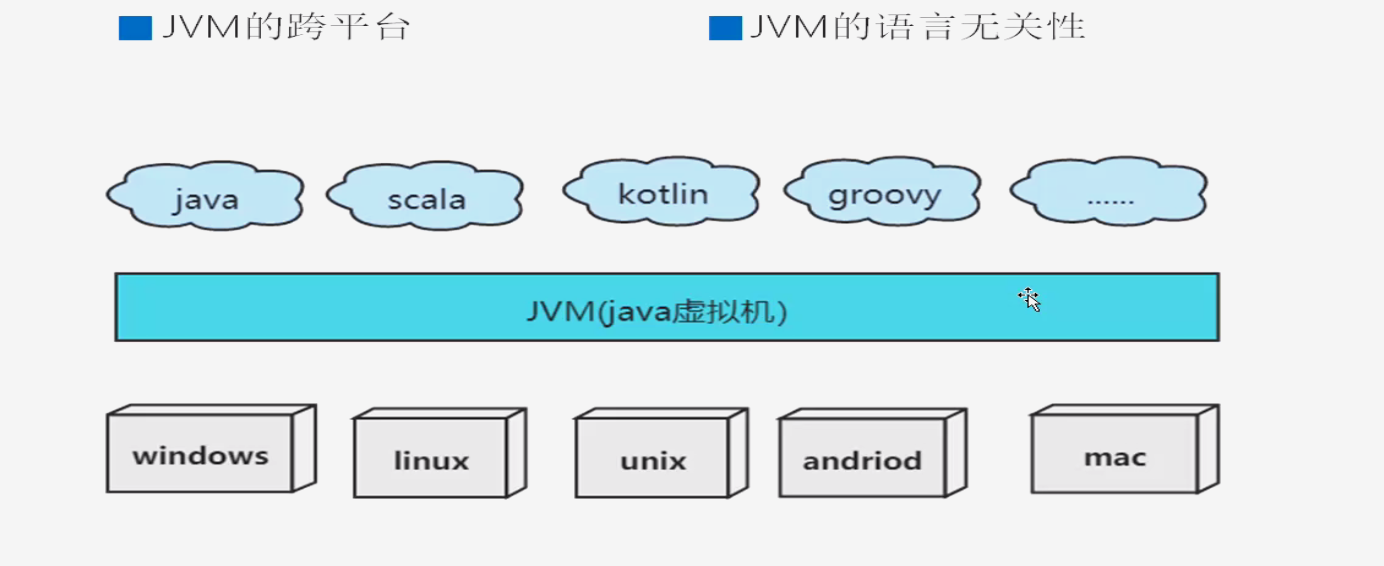 JVM的跨平台
JVM的语言无关性
java
scala
kotlin
groovy
......
JVM(java虚拟机)
windows
linux
unix
andriod
mac